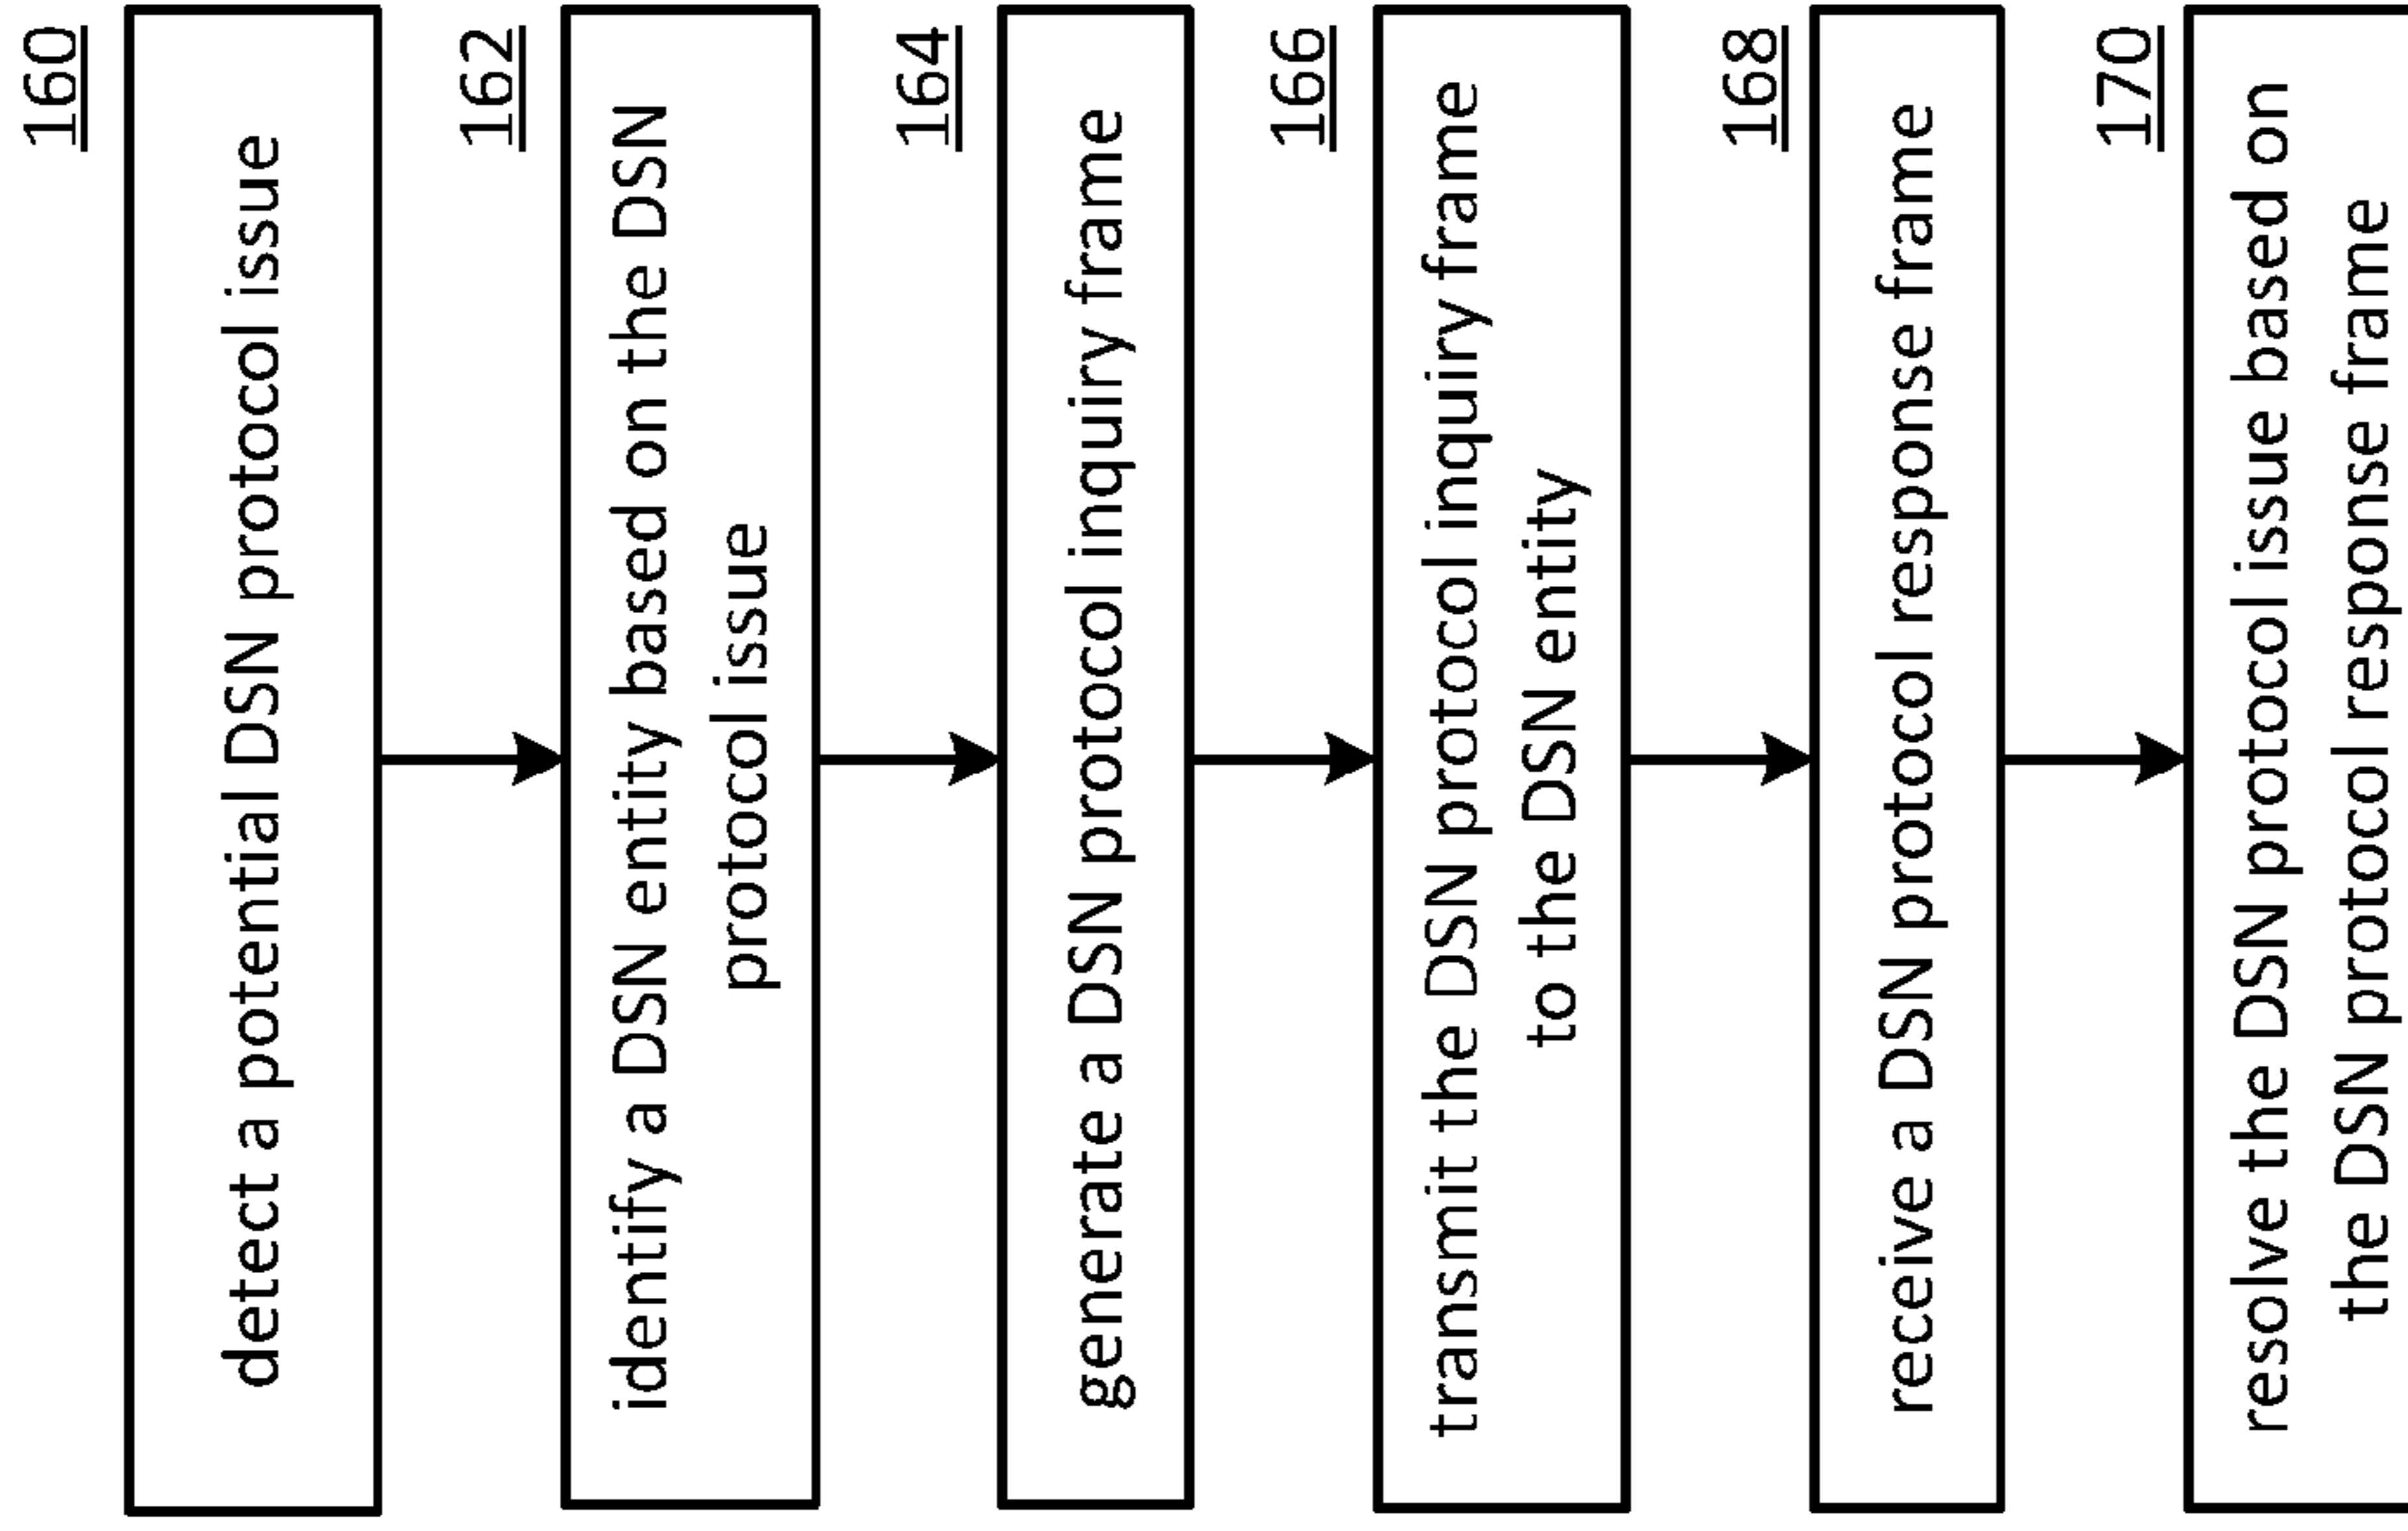 160
detect a potential DSN protocol issue
162
identify a DSN entity based on the DSN
protocol issue
164
generate a DSN protocol inquiry frame
166
transmit the DSN protocol inquiry frame
to the DSN entity
168
receive a DSN protocol response frame
170
resolve the DSN protocol issue based on
the DSN protocol response frame